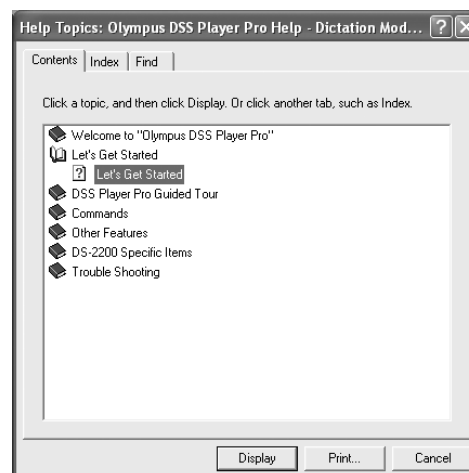 Help Topics: Olympus DSS Player Pro Help - Dictation Mod...
Contents Index Find
Click a topic, and then click Display. Or click another tab, such as Index.
Welcome to "Olympus DSS Player Pro"
Let's Get Started
Let's Get Started
DSS Player Pro Guided Tour
Commands
Other Features
DS-2200 Specific Items
Trouble Shooting
Display Print... Cancel